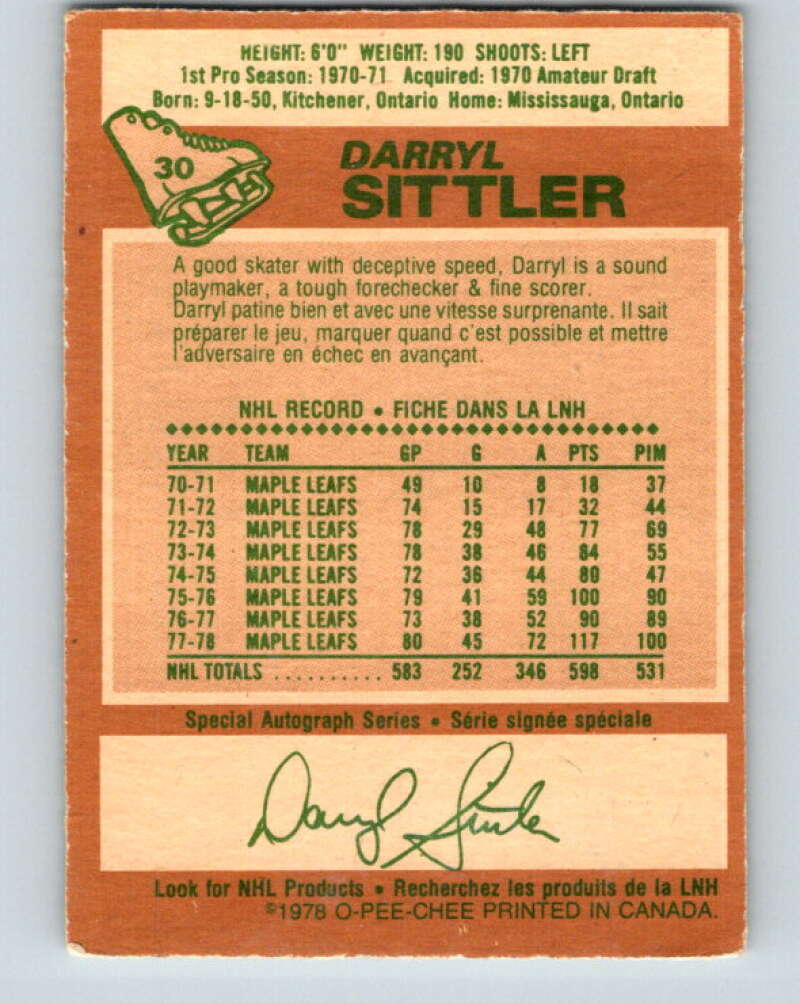 HEIGHT: 6'0" WEIGHT: 190 SHOOTS: LEFT
1st Pro Season: 1970-71 Acquired: 1970 Amateur Draft
Born: 9-18-50, Kitchener, Ontario Home: Mississauga, Ontario
30
DARRYL
SITTLER
A good skater with deceptive speed, Darryl is a sound
playmaker, a tough forechecker & fine scorer.
Darryl patine bien et avec une vitesse surprenante. Il sait
préparer le jeu, marquer quand c'est possible et mettre
l'adversaire en échec en avançant.
NHL RECORD • FICHE DANS LA LNH
YEAR TEAM GP G A PTS PIM
70-71 MAPLE LEAFS 49 10 8 18 37
71-72 MAPLE LEAFS 74 15 17 32 44
72-73 MAPLE LEAFS 78 29 48 77 69
73-74 MAPLE LEAFS 78 38 46 84 55
74-75 MAPLE LEAFS 72 36 44 80 47
75-76 MAPLE LEAFS 79 41 59 100 90
76-77 MAPLE LEAFS 73 38 52 90 89
77-78 MAPLE LEAFS 80 45 72 117 100
NHL TOTALS .......... 583 252 346 598 531
Special Autograph Series • Série signée spéciale
Darryl Sittler
Look for NHL Products • Recherchez les produits de la LNH
©1978 O-PEE-CHEE PRINTED IN CANADA.